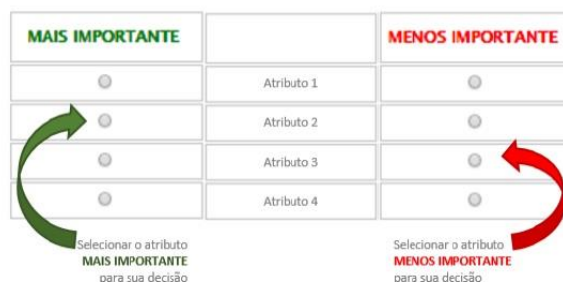 MAIS IMPORTANTE
MENOS IMPORTANTE
Atributo 1
Atributo 2
Atributo 3
Atributo 4
Selecionar o atributo
MAIS IMPORTANTE
para sua decisão
Selecionar o atributo
MENOS IMPORTANTE
para sua decisão